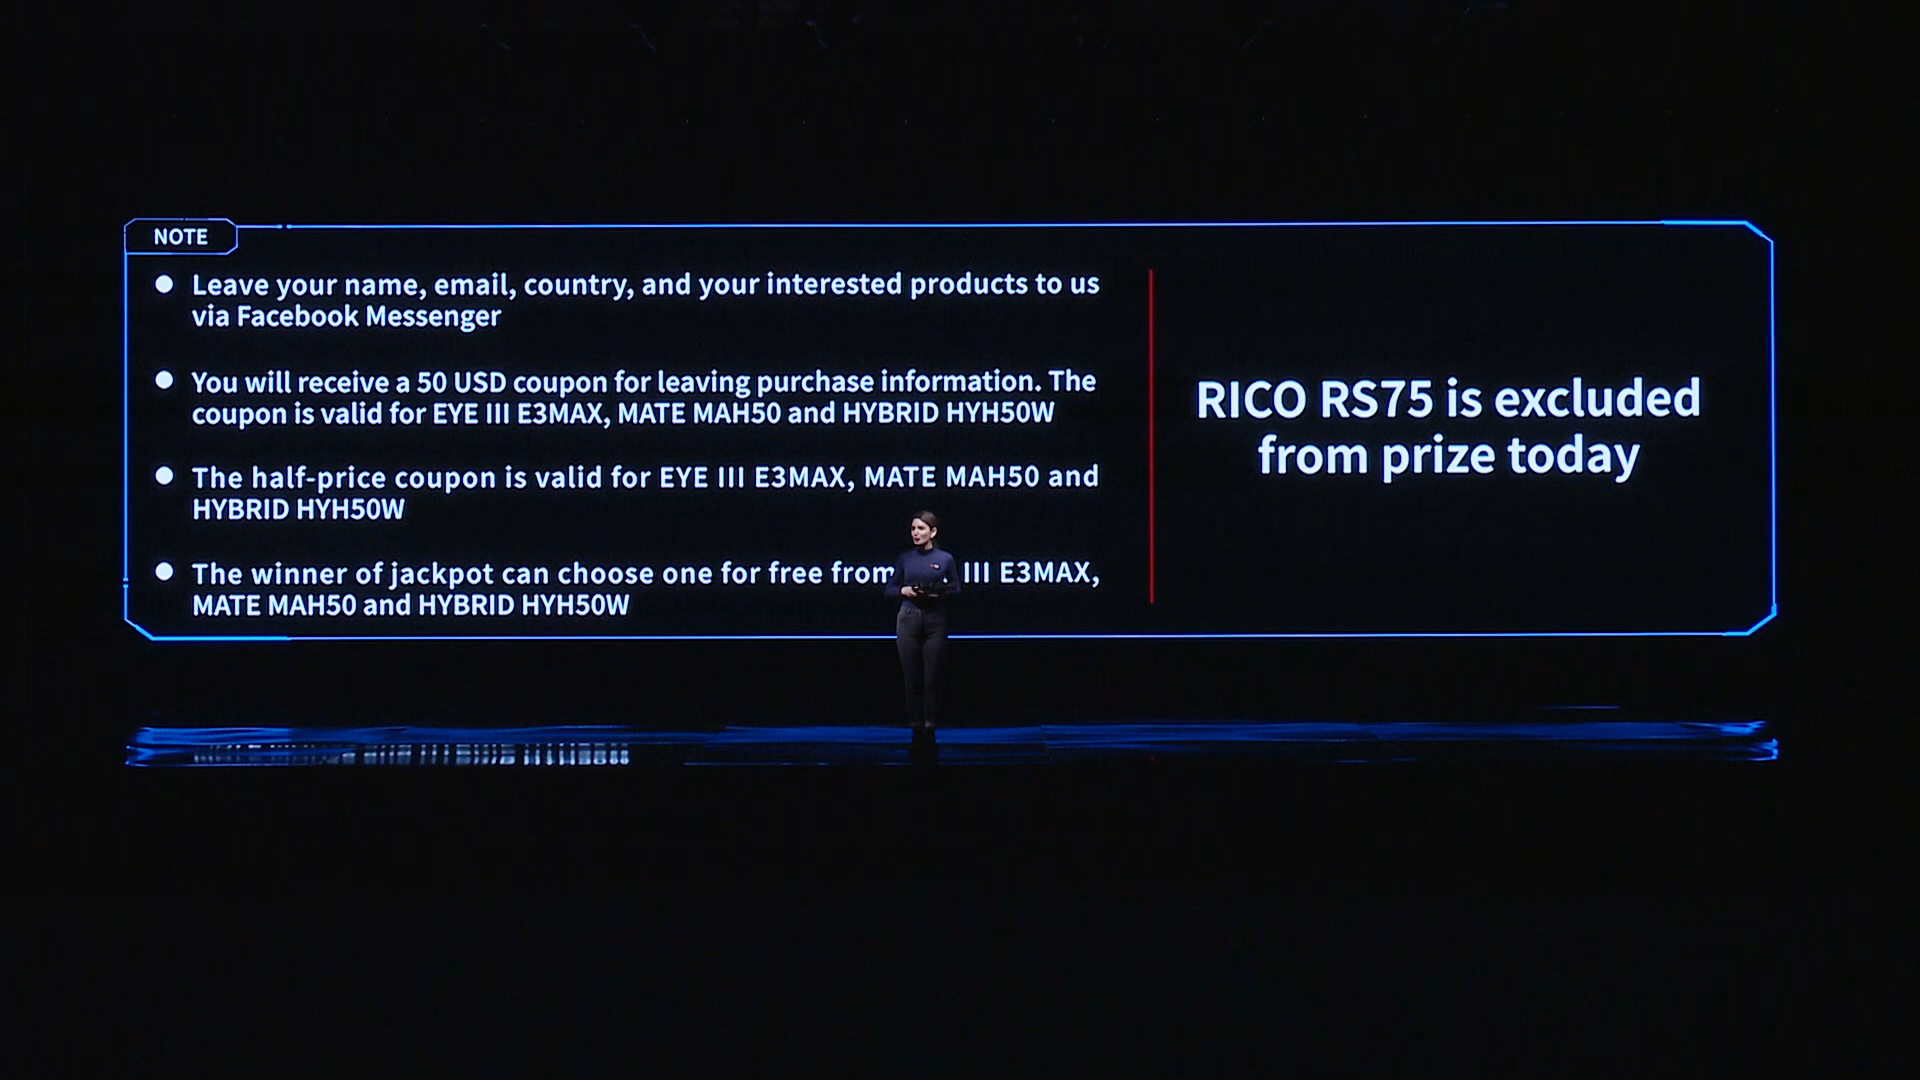 NOTE
Leave your name, email, country, and your interested products to us
via Facebook Messenger
You will receive a 50 USD coupon for leaving purchase information. The
coupon is valid for EYE III E3MAX, MATE MAH50 and HYBRID HYH50W
The half-price coupon is valid for EYE III E3MAX, MATE MAH50 and
HYBRID HYH50W
The winner of jackpot can choose one for free from III E3MAX,
MATE MAH50 and HYBRID HYH50W
RICO RS75 is excluded
from prize today